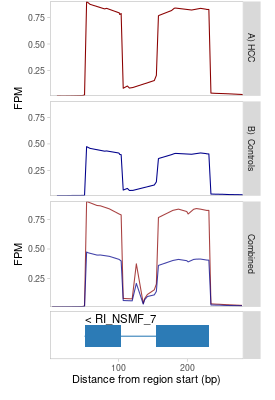 0.75
0.50
0.25
FPM
A) HCC
0.75
0.50
0.25
B) Controls
0.75
0.50
0.25
FPM
Combined
< RI_NSMF_7
100
200
Distance from region start (bp)